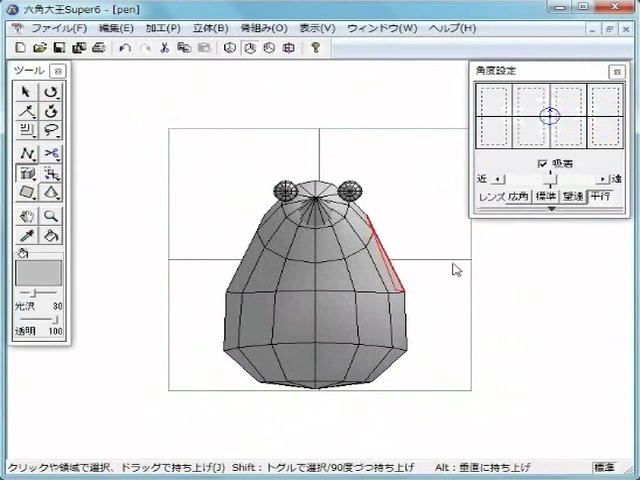 六角大王Super6 - [pen]
ファイル(F) 編集(E) 加工(P) 立体(B) 骨組み(O) 表示(V) ウィンドウ(W) ヘルプ(H)
ツール
角度設定
吸着
近 遠
レンズ 広角 標準 望遠 平行
光沢 80
透明 100
クリックや領域で選択、ドラッグで持ち上げ(J) Shift：トグルで選択/90度づつ持ち上げ Alt：垂直に持ち上げ 標準